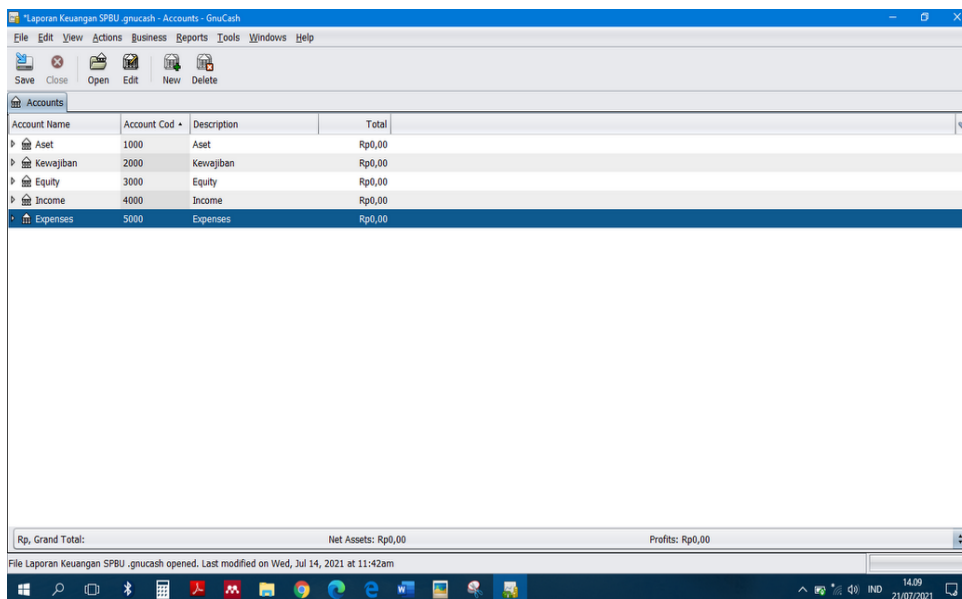 *Laporan Keuangan SPBU .gnucash - Accounts - GnuCash
File Edit View Actions Business Reports Tools Windows Help
Save Close Open Edit New Delete
Accounts
Account Name Account Cod Description Total
Aset 1000 Aset Rp0,00
Kewajiban 2000 Kewajiban Rp0,00
Equity 3000 Equity Rp0,00
Income 4000 Income Rp0,00
Expenses 5000 Expenses Rp0,00
Rp, Grand Total: Net Assets: Rp0,00 Profits: Rp0,00
File Laporan Keuangan SPBU .gnucash opened. Last modified on Wed, Jul 14, 2021 at 11:42am
IND
14.09
21/07/2021